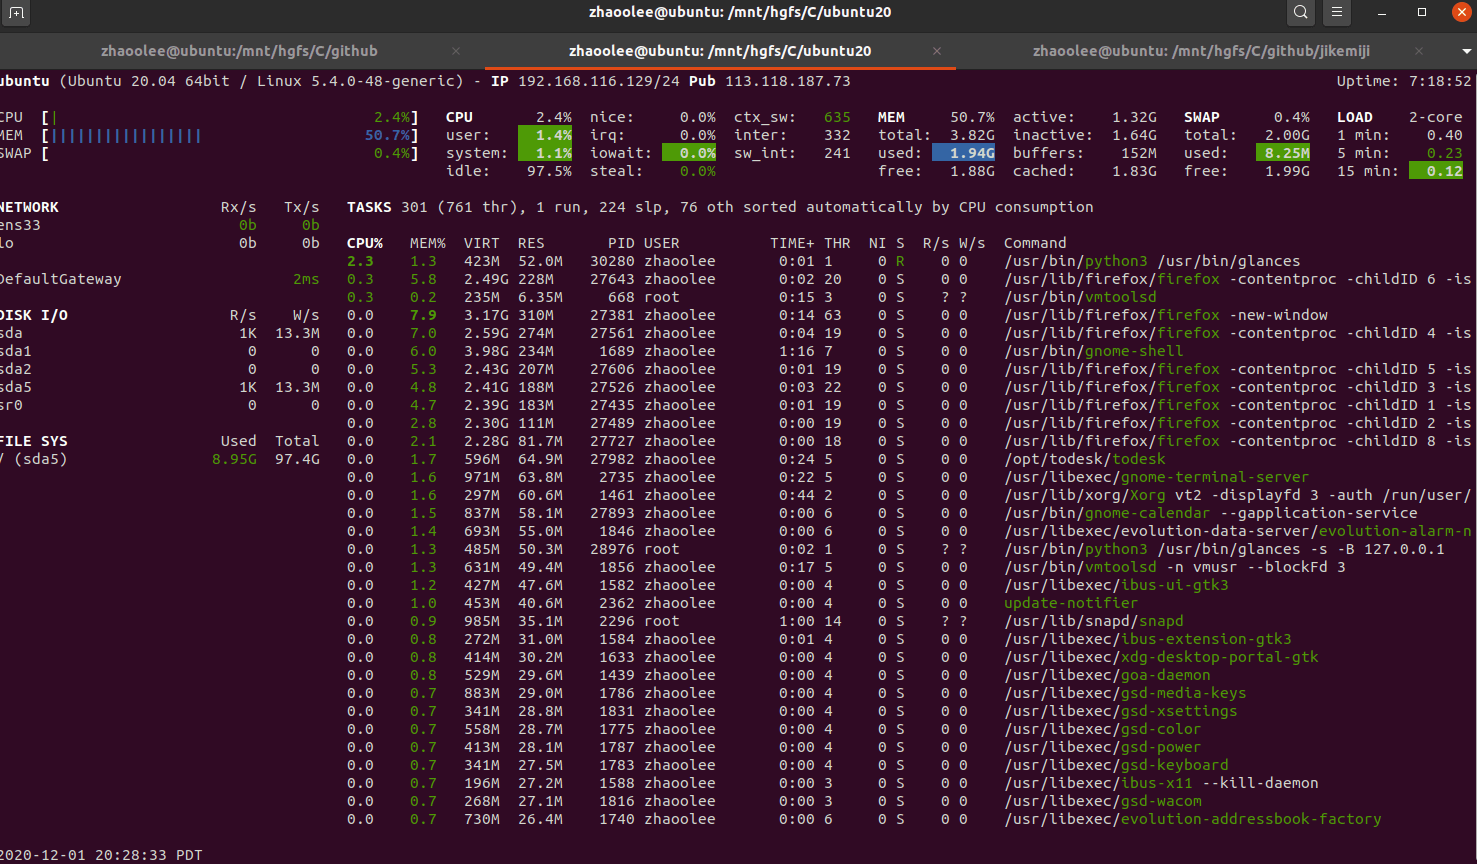 zhaoolee@ubuntu: /mnt/hgfs/C/ubuntu20
zhaoolee@ubuntu:/mnt/hgfs/C/github × zhaoolee@ubuntu: /mnt/hgfs/C/ubuntu20 × zhaoolee@ubuntu: /mnt/hgfs/C/github/jikemiji ×
ubuntu (Ubuntu 20.04 64bit / Linux 5.4.0-48-generic) - IP 192.168.116.129/24 Pub 113.118.187.73 Uptime: 7:18:52
CPU [| 2.4%] CPU 2.4% nice: 0.0% ctx_sw: 635 MEM 50.7% active: 1.32G SWAP 0.4% LOAD 2-core
MEM [||||||||||||||||| 50.7%] user: 1.4% irq: 0.0% inter: 332 total: 3.82G inactive: 1.64G total: 2.00G 1 min: 0.40
SWAP [ 0.4%] system: 1.1% iowait: 0.0% sw_int: 241 used: 1.94G buffers: 152M used: 8.25M 5 min: 0.23
idle: 97.5% steal: 0.0% free: 1.88G cached: 1.83G free: 1.99G 15 min: 0.12
NETWORK Rx/s Tx/s TASKS 301 (761 thr), 1 run, 224 slp, 76 oth sorted automatically by CPU consumption
ens33 0b 0b
lo 0b 0b CPU% MEM% VIRT RES PID USER TIME+ THR NI S R/s W/s Command
2.3 1.3 423M 52.0M 30280 zhaoolee 0:01 1 0 R 0 0 /usr/bin/python3 /usr/bin/glances
DefaultGateway 2ms 0.3 5.8 2.49G 228M 27643 zhaoolee 0:02 20 0 S 0 0 /usr/lib/firefox/firefox -contentproc -childID 6 -is
0.3 0.2 235M 6.35M 668 root 0:15 3 0 S ? ? /usr/bin/vmtoolsd
DISK I/O R/s W/s 0.0 7.9 3.17G 310M 27381 zhaoolee 0:14 63 0 S 0 0 /usr/lib/firefox/firefox -new-window
sda 1K 13.3M 0.0 7.0 2.59G 274M 27561 zhaoolee 0:04 19 0 S 0 0 /usr/lib/firefox/firefox -contentproc -childID 4 -is
sda1 0 0 0.0 6.0 3.98G 234M 1689 zhaoolee 1:16 7 0 S 0 0 /usr/bin/gnome-shell
sda2 0 0 0.0 5.3 2.43G 207M 27606 zhaoolee 0:01 19 0 S 0 0 /usr/lib/firefox/firefox -contentproc -childID 5 -is
sda5 1K 13.3M 0.0 4.8 2.41G 188M 27526 zhaoolee 0:03 22 0 S 0 0 /usr/lib/firefox/firefox -contentproc -childID 3 -is
sr0 0 0 0.0 4.7 2.39G 183M 27435 zhaoolee 0:01 19 0 S 0 0 /usr/lib/firefox/firefox -contentproc -childID 1 -is
0.0 2.8 2.30G 111M 27489 zhaoolee 0:00 19 0 S 0 0 /usr/lib/firefox/firefox -contentproc -childID 2 -is
FILE SYS Used Total 0.0 2.1 2.28G 81.7M 27727 zhaoolee 0:00 18 0 S 0 0 /usr/lib/firefox/firefox -contentproc -childID 8 -is
/ (sda5) 8.95G 97.4G 0.0 1.7 596M 64.9M 27982 zhaoolee 0:24 5 0 S 0 0 /opt/todesk/todesk
0.0 1.6 971M 63.8M 2735 zhaoolee 0:22 5 0 S 0 0 /usr/libexec/gnome-terminal-server
0.0 1.6 297M 60.6M 1461 zhaoolee 0:44 2 0 S 0 0 /usr/lib/xorg/Xorg vt2 -displayfd 3 -auth /run/user/
0.0 1.5 837M 58.1M 27893 zhaoolee 0:00 6 0 S 0 0 /usr/bin/gnome-calendar --gapplication-service
0.0 1.4 693M 55.0M 1846 zhaoolee 0:00 6 0 S 0 0 /usr/libexec/evolution-data-server/evolution-alarm-n
0.0 1.3 485M 50.3M 28976 root 0:02 1 0 S ? ? /usr/bin/python3 /usr/bin/glances -s -B 127.0.0.1
0.0 1.3 631M 49.4M 1856 zhaoolee 0:17 5 0 S 0 0 /usr/bin/vmtoolsd -n vmusr --blockFd 3
0.0 1.2 427M 47.6M 1582 zhaoolee 0:00 4 0 S 0 0 /usr/libexec/ibus-ui-gtk3
0.0 1.0 453M 40.6M 2362 zhaoolee 0:00 4 0 S 0 0 update-notifier
0.0 0.9 985M 35.1M 2296 root 1:00 14 0 S ? ? /usr/lib/snapd/snapd
0.0 0.8 272M 31.0M 1584 zhaoolee 0:01 4 0 S 0 0 /usr/libexec/ibus-extension-gtk3
0.0 0.8 414M 30.2M 1633 zhaoolee 0:00 4 0 S 0 0 /usr/libexec/xdg-desktop-portal-gtk
0.0 0.8 529M 29.6M 1439 zhaoolee 0:00 4 0 S 0 0 /usr/libexec/goa-daemon
0.0 0.7 883M 29.0M 1786 zhaoolee 0:00 4 0 S 0 0 /usr/libexec/gsd-media-keys
0.0 0.7 341M 28.8M 1831 zhaoolee 0:00 4 0 S 0 0 /usr/libexec/gsd-xsettings
0.0 0.7 558M 28.7M 1775 zhaoolee 0:00 4 0 S 0 0 /usr/libexec/gsd-color
0.0 0.7 413M 28.1M 1787 zhaoolee 0:00 4 0 S 0 0 /usr/libexec/gsd-power
0.0 0.7 341M 27.5M 1783 zhaoolee 0:00 4 0 S 0 0 /usr/libexec/gsd-keyboard
0.0 0.7 196M 27.2M 1588 zhaoolee 0:00 3 0 S 0 0 /usr/libexec/ibus-x11 --kill-daemon
0.0 0.7 268M 27.1M 1816 zhaoolee 0:00 3 0 S 0 0 /usr/libexec/gsd-wacom
0.0 0.7 730M 26.4M 1740 zhaoolee 0:00 6 0 S 0 0 /usr/libexec/evolution-addressbook-factory
2020-12-01 20:28:33 PDT